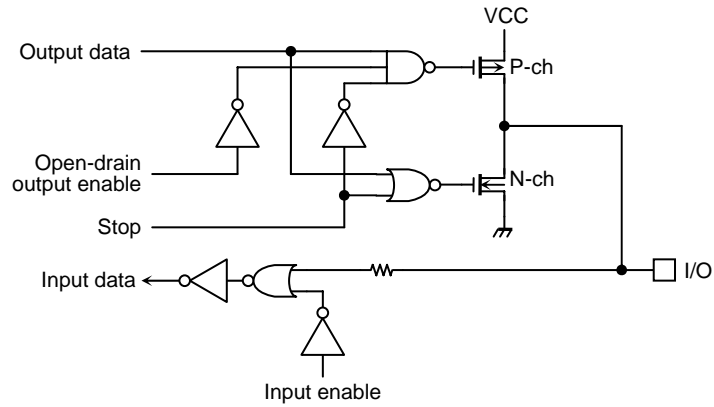 VCC
Output data
P-ch
Open-drain
output enable
N-ch
Stop
Input data
I/O
Input enable